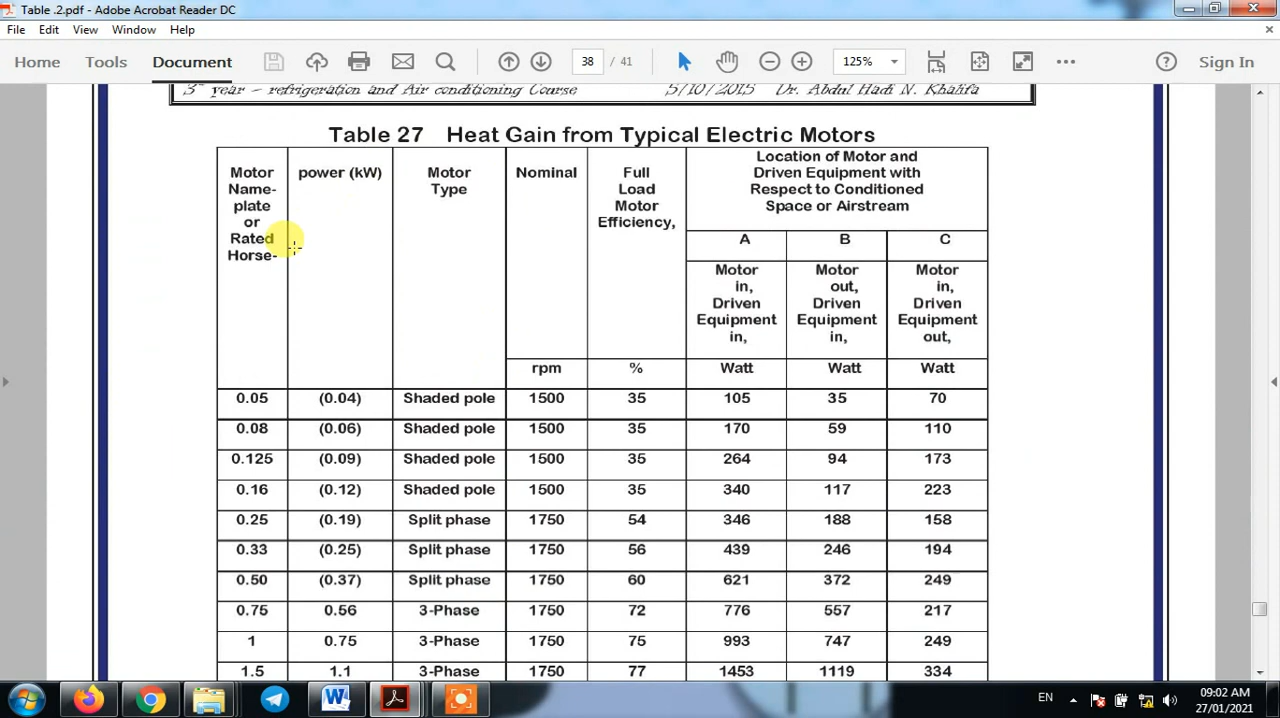 Table .2.pdf - Adobe Acrobat Reader DC
File Edit View Window Help
Home Tools Document 38 / 41 125% Sign In
3rd year – refrigeration and Air conditioning Course 5/10/2015 Dr. Abdul Hadi N. Khalifa
Table 27 Heat Gain from Typical Electric Motors
Motor Name-plate or Rated Horse- power (kW) Motor Type Nominal Full Load Motor Efficiency, Location of Motor and Driven Equipment with Respect to Conditioned Space or Airstream
A B C
Motor in, Driven Equipment in, Motor out, Driven Equipment in, Motor in, Driven Equipment out,
rpm % Watt Watt Watt
0.05 (0.04) Shaded pole 1500 35 105 35 70
0.08 (0.06) Shaded pole 1500 35 170 59 110
0.125 (0.09) Shaded pole 1500 35 264 94 173
0.16 (0.12) Shaded pole 1500 35 340 117 223
0.25 (0.19) Split phase 1750 54 346 188 158
0.33 (0.25) Split phase 1750 56 439 246 194
0.50 (0.37) Split phase 1750 60 621 372 249
0.75 0.56 3-Phase 1750 72 776 557 217
1 0.75 3-Phase 1750 75 993 747 249
1.5 1.1 3-Phase 1750 77 1453 1119 334
EN 09:02 AM
27/01/2021